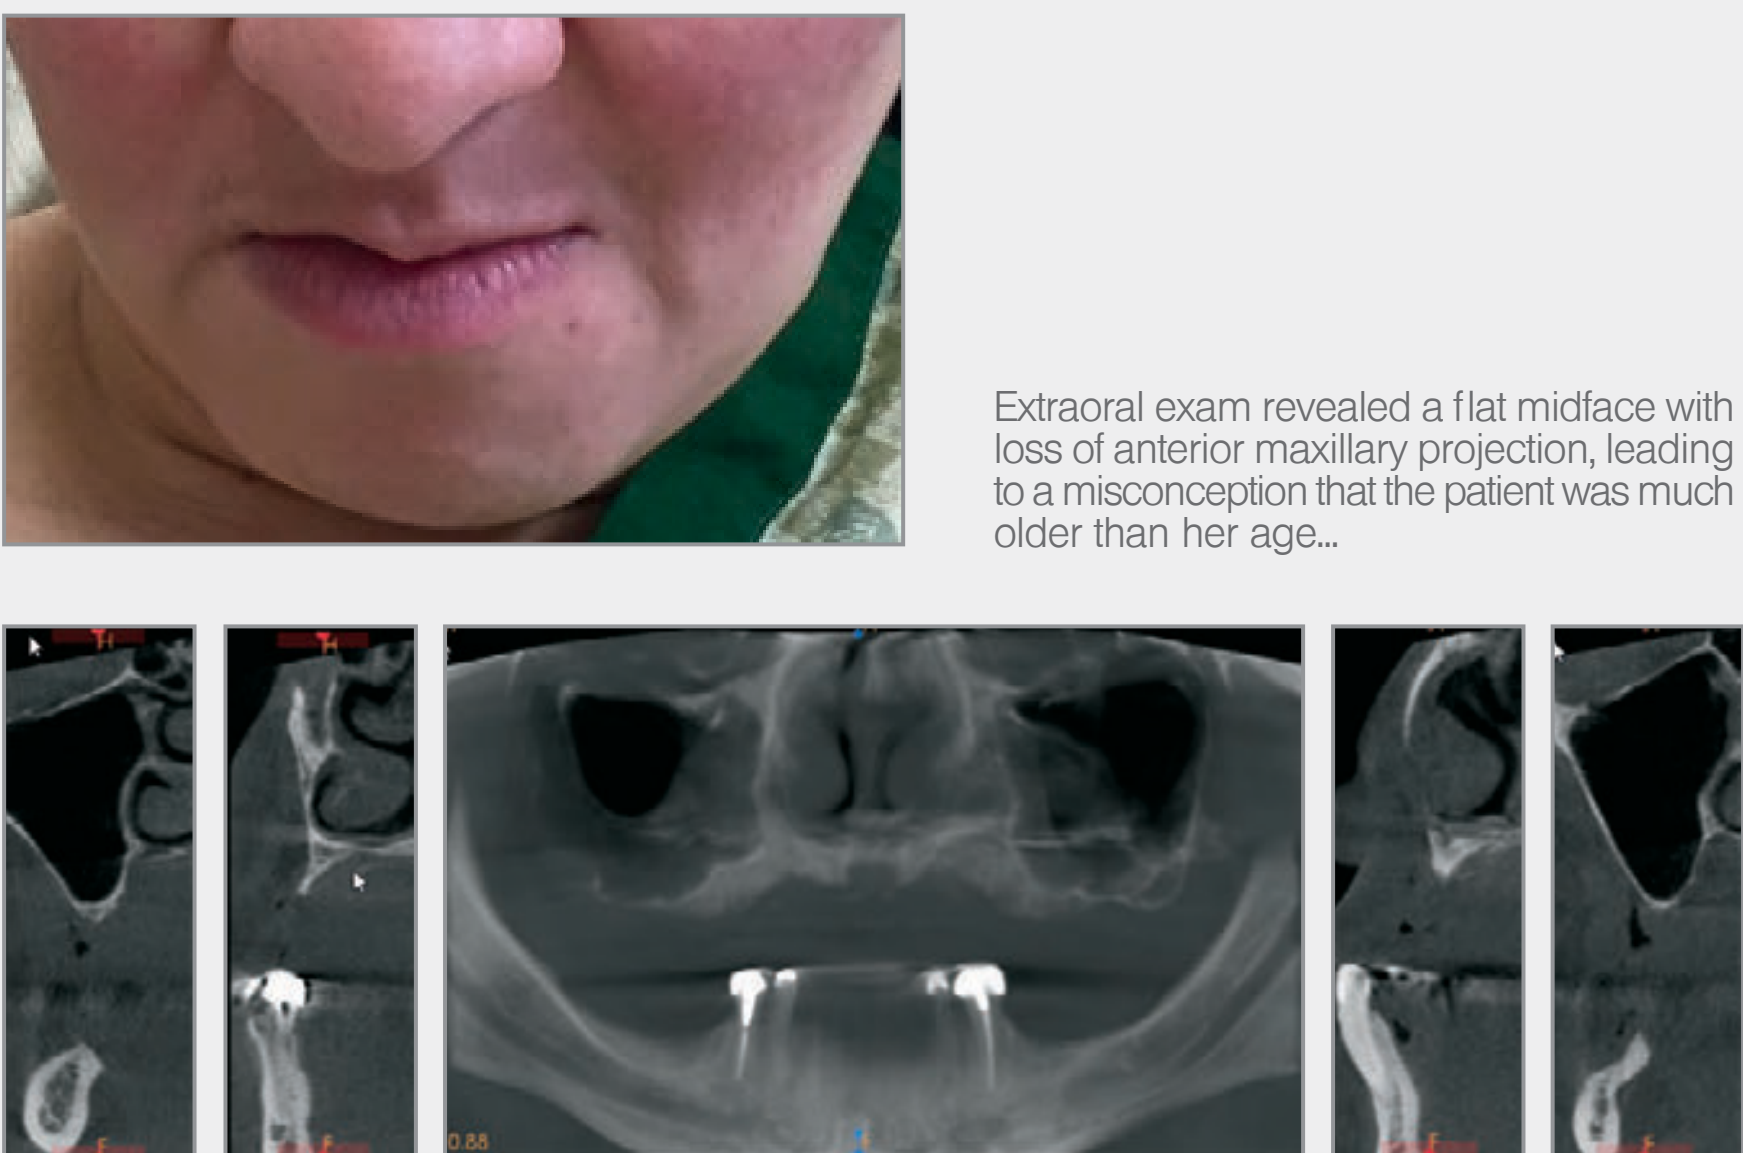 Extraoral exam revealed a flat midface with
loss of anterior maxillary projection, leading
to a misconception that the patient was much
older than her age...
H
H
F
F
0.88
F
F